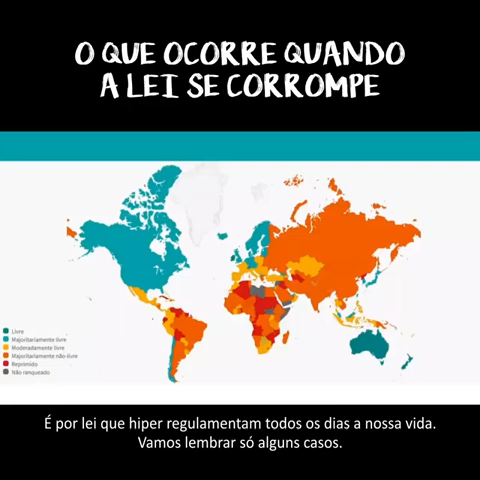 O QUE OCORRE QUANDO
A LEI SE CORROMPE
Livre
Majoritariamente livre
Moderadamente livre
Majoritariamente não-livre
Reprimido
Não ranqueado
É por lei que hiper regulamentam todos os dias a nossa vida.
Vamos lembrar só alguns casos.